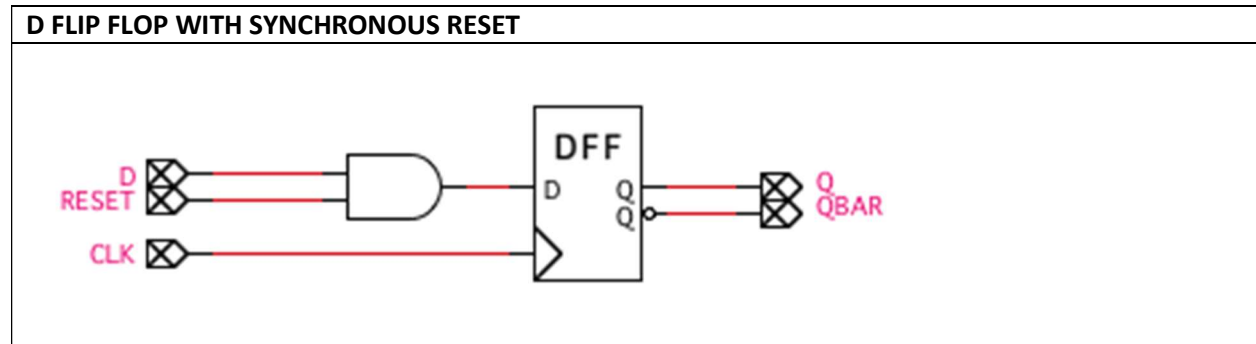 D FLIP FLOP WITH SYNCHRONOUS RESET
DFF
D
RESET
CLK
D
Q
Q
Q
QBAR